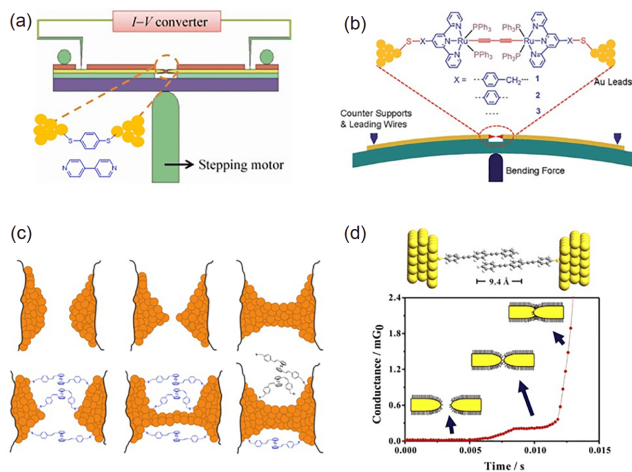 (a)
I–V converter
S
S
N
N
Stepping motor
(b)
PPh3
Ph3P
S
X
N
N
N
Ru
Ru
N
N
N
X
S
PPh3
Ph3P
X =
CH2
1
2
3
Au Leads
Counter Supports
& Leading Wires
Bending Force
(c)
(d)
9.4 Å
2.4
1.8
1.2
0.6
0.0
Conductance / mG0
0.000
0.005
0.010
0.015
Time / s